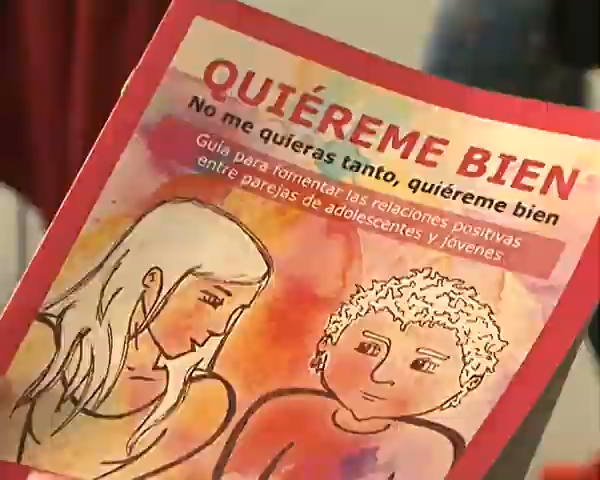 QUIÉREME BIEN
No me quieras tanto, quiéreme bien
Guía para fomentar las relaciones positivas
entre parejas de adolescentes y jóvenes